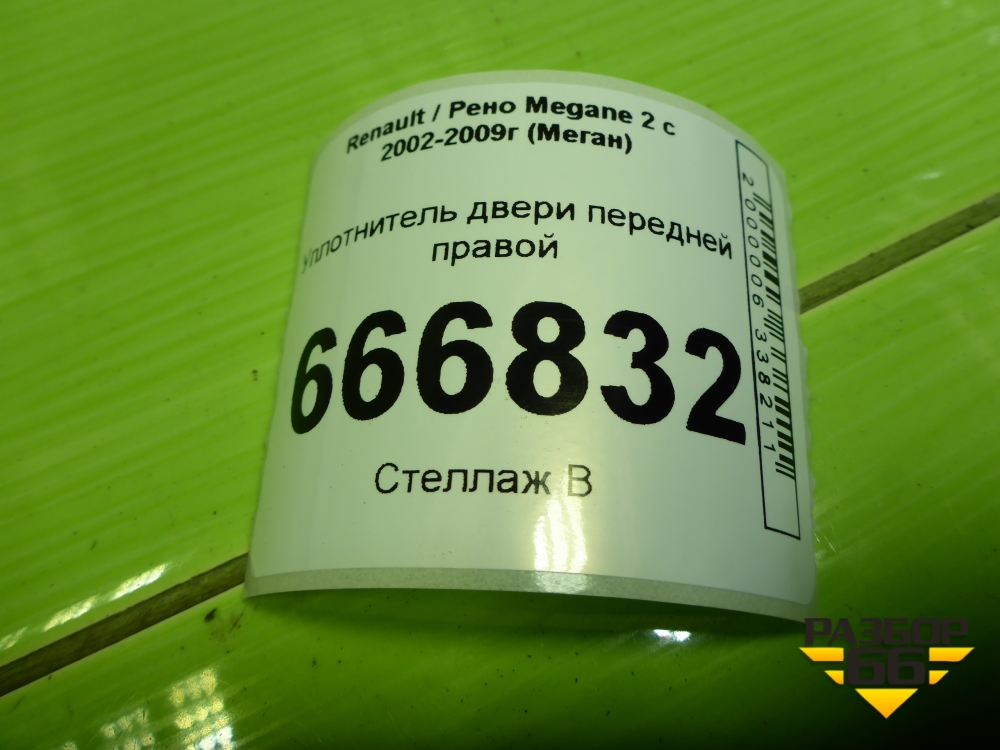 Renault / Рено Megane 2 с
2002-2009г (Меган)
Уплотнитель двери передней
правой
666832
Стеллаж В
2000006338211
РАЗБОР
66